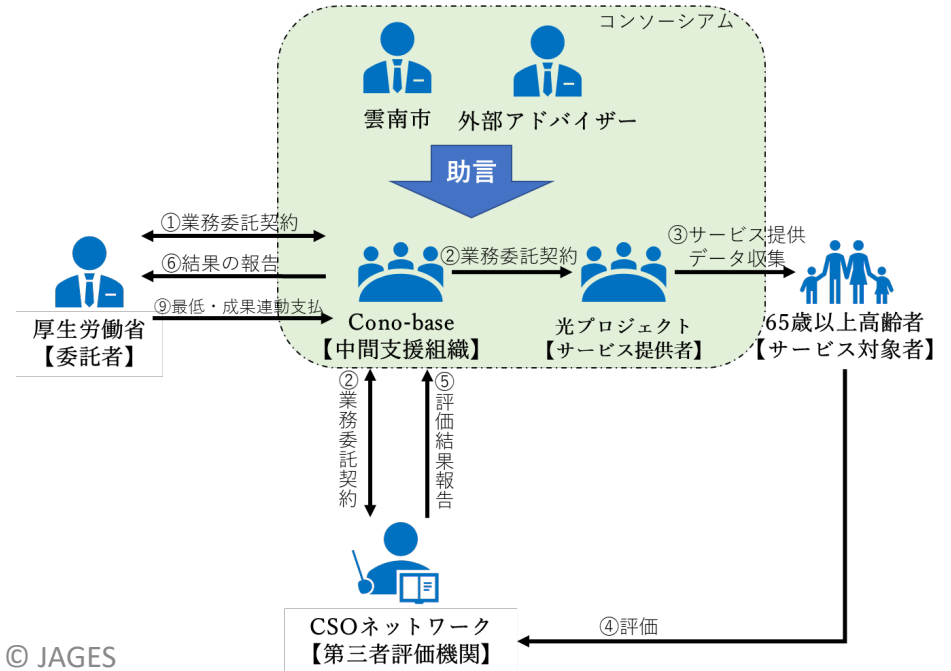 コンソーシアム
雲南市
外部アドバイザー
助言
①業務委託契約
⑥結果の報告
⑨最低・成果連動支払
②業務委託契約
③サービス提供
データ収集
厚生労働省
【委託者】
Cono-base
【中間支援組織】
光プロジェクト
【サービス提供者】
65歳以上高齢者
【サービス対象者】
②業務委託契約
⑤評価結果報告
④評価
CSOネットワーク
【第三者評価機関】
© JAGES